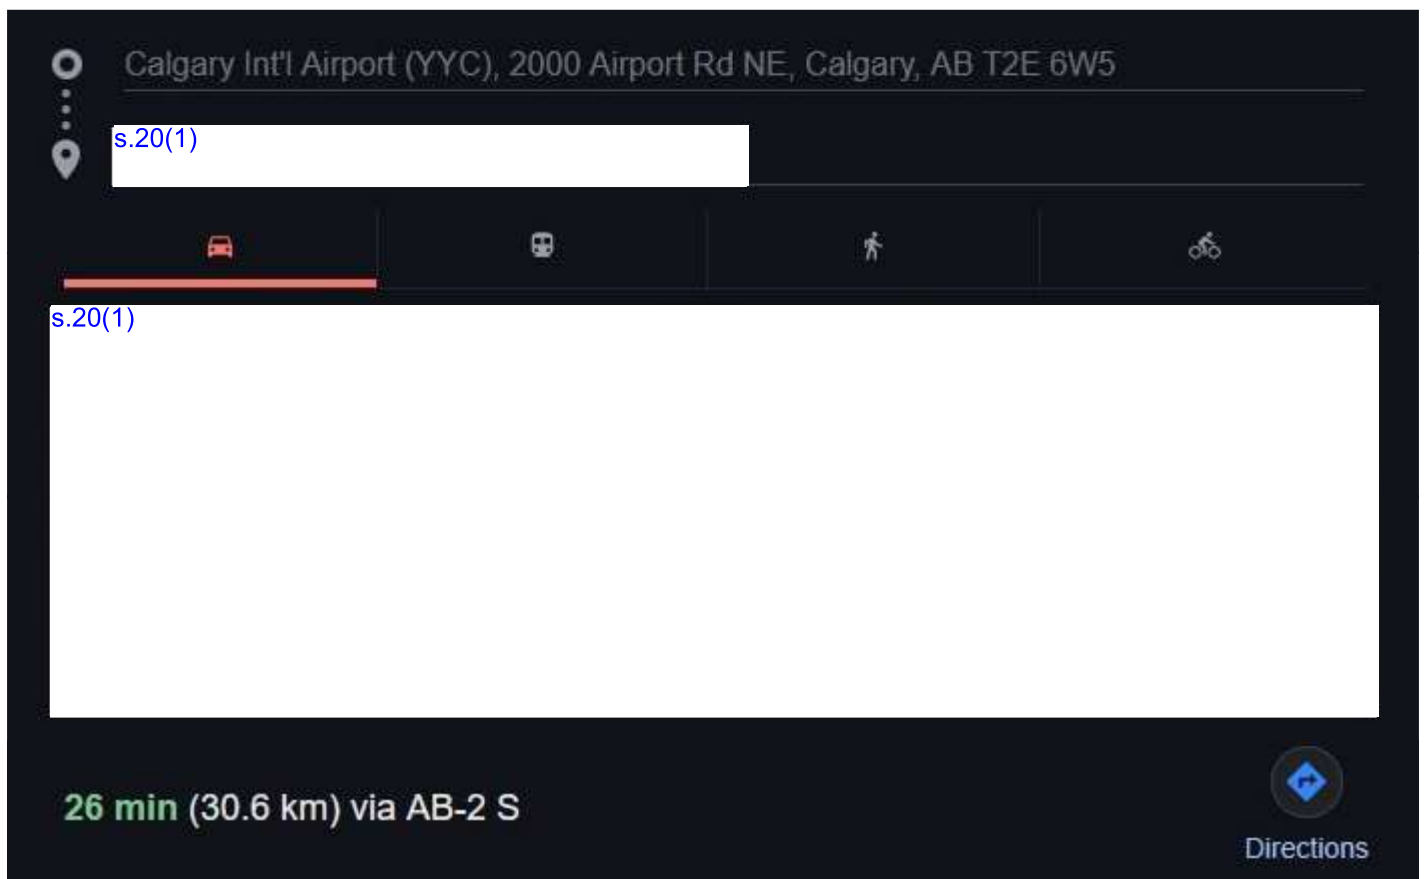 Calgary Int'l Airport (YYC), 2000 Airport Rd NE, Calgary, AB T2E 6W5
s.20(1)
s.20(1)
26 min (30.6 km) via AB-2 S
Directions